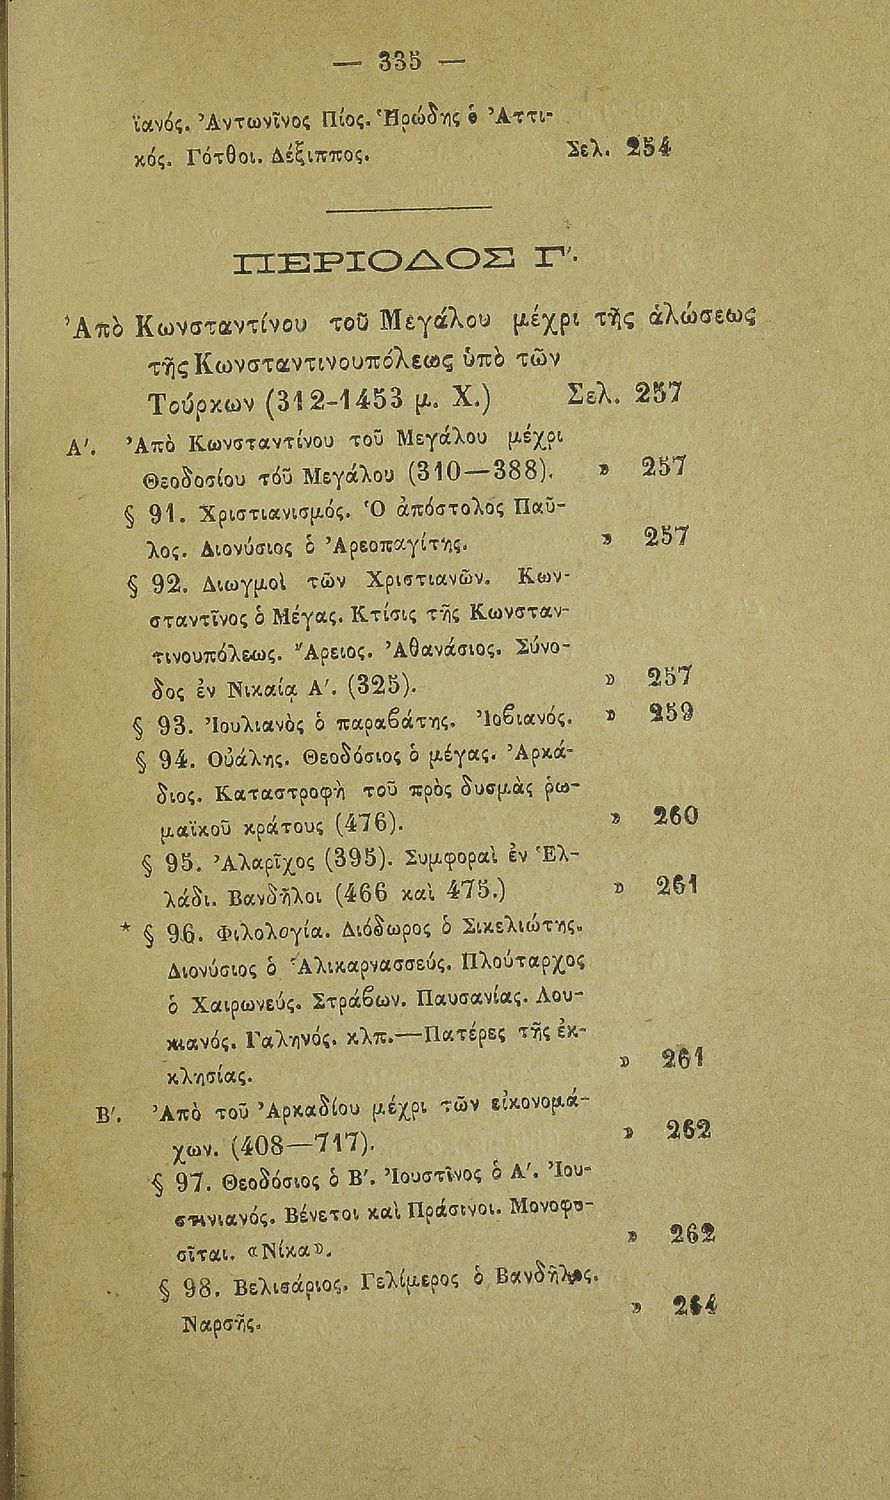 — 335 —
ϊανός. Ἀντωνῖνος Πίος. Ἡρώδης ὁ Ἀττι-
κός. Γότθοι. Δέξιππος. Σελ. 254
ΠΕΡΙΟΔΟΣ Γ΄.
Ἀπὸ Κωνσταντίνου τοῦ Μεγάλου μέχρι τῆς ἁλώσεως
τῆς Κωνσταντινουπόλεως ὑπὸ τῶν
Τούρκων (312-1453 μ. Χ.) Σελ. 257
Α΄. Ἀπὸ Κωνσταντίνου τοῦ Μεγάλου μέχρι
Θεοδοσίου τοῦ Μεγάλου (310—388). » 257
§ 91. Χριστιανισμός. Ὁ ἀπόστολος Παῦ-
λος. Διονύσιος ὁ Ἀρεοπαγίτης. » 257
§ 92. Διωγμοὶ τῶν Χριστιανῶν. Κων-
σταντῖνος ὁ Μέγας. Κτίσις τῆς Κωνσταν-
τινουπόλεως. Ἄρειος. Ἀθανάσιος. Σύνο-
δος ἐν Νικαίᾳ Α΄. (325). » 257
§ 93. Ἰουλιανὸς ὁ παραβάτης. Ἰοβιανός. » 259
§ 94. Οὐάλης. Θεοδόσιος ὁ μέγας. Ἀρκά-
διος. Καταστροφὴ τοῦ πρὸς δυσμὰς ῥω-
μαϊκοῦ κράτους (476). » 260
§ 95. Ἀλαρῖχος (395). Συμφοραὶ ἐν Ἑλ-
λάδι. Βανδῆλοι (466 καὶ 475.) » 261
* § 96. Φιλολογία. Διόδωρος ὁ Σικελιώτης.
Διονύσιος ὁ Ἁλικαρνασσεύς. Πλούταρχος
ὁ Χαιρωνεύς. Στράβων. Παυσανίας. Λου-
κιανός. Γαληνός. κλπ.—Πατέρες τῆς ἐκ-
κλησίας. » 261
Β΄. Ἀπὸ τοῦ Ἀρκαδίου μέχρι τῶν εἰκονομά-
χων. (408—717). » 262
§ 97. Θεοδόσιος ὁ Β΄. Ἰουστῖνος ὁ Α΄. Ἰου-
στινιανός. Βένετοι καὶ Πράσινοι. Μονοφυ-
σῖται. «Νίκα». » 262
§ 98. Βελισάριος. Γελίμερος ὁ Βανδῆλος.
Ναρσῆς. » 264